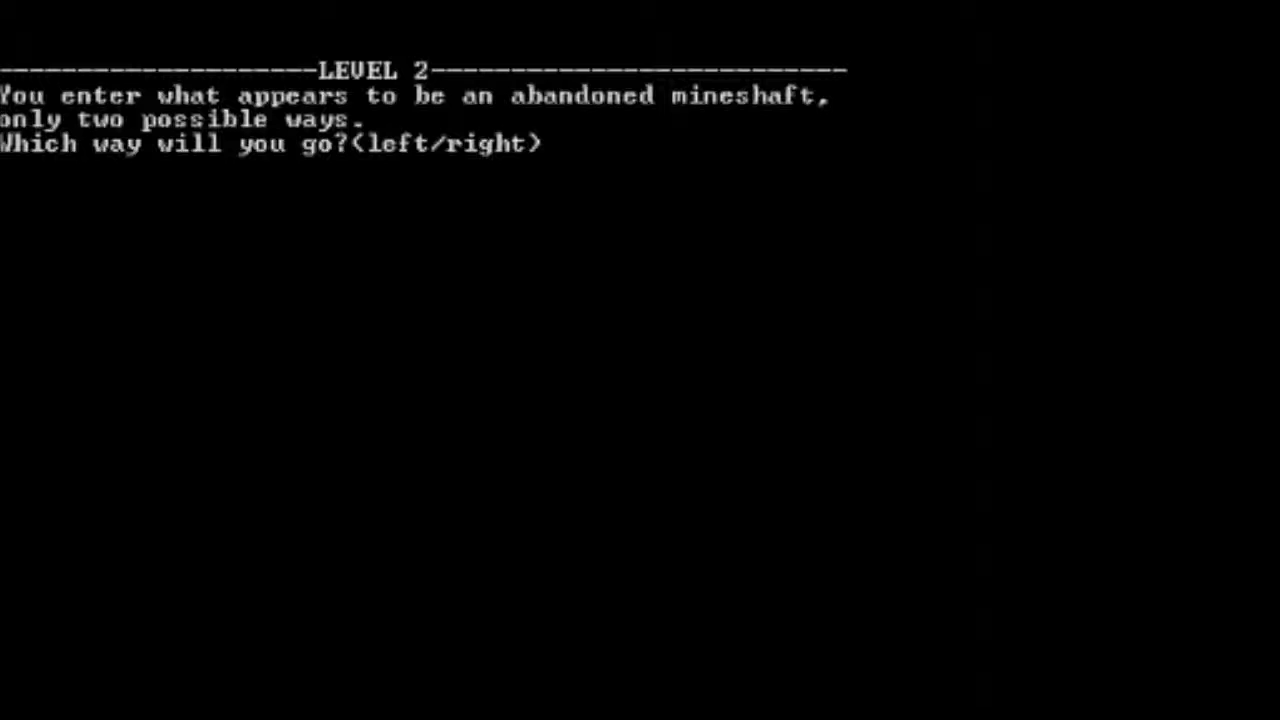 --------------------LEVEL 2--------------------------
You enter what appears to be an abandoned mineshaft,
only two possible ways.
Which way will you go?(left/right)